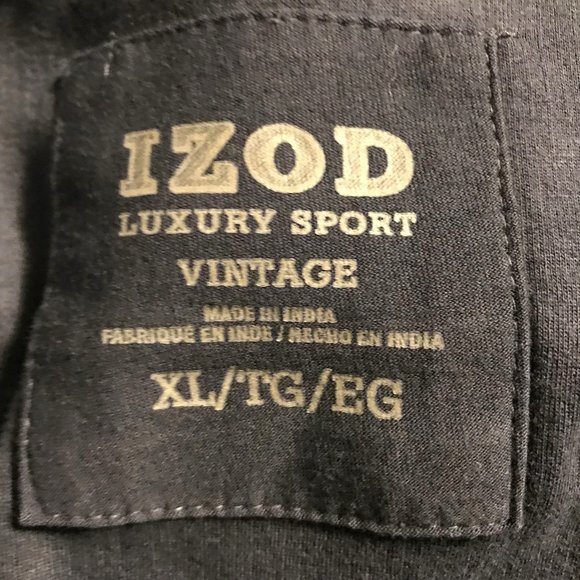 IZOD
LUXURY SPORT
VINTAGE
MADE IN INDIA
FABRIQUÉ EN INDE / HECHO EN INDIA
XL/TG/EG